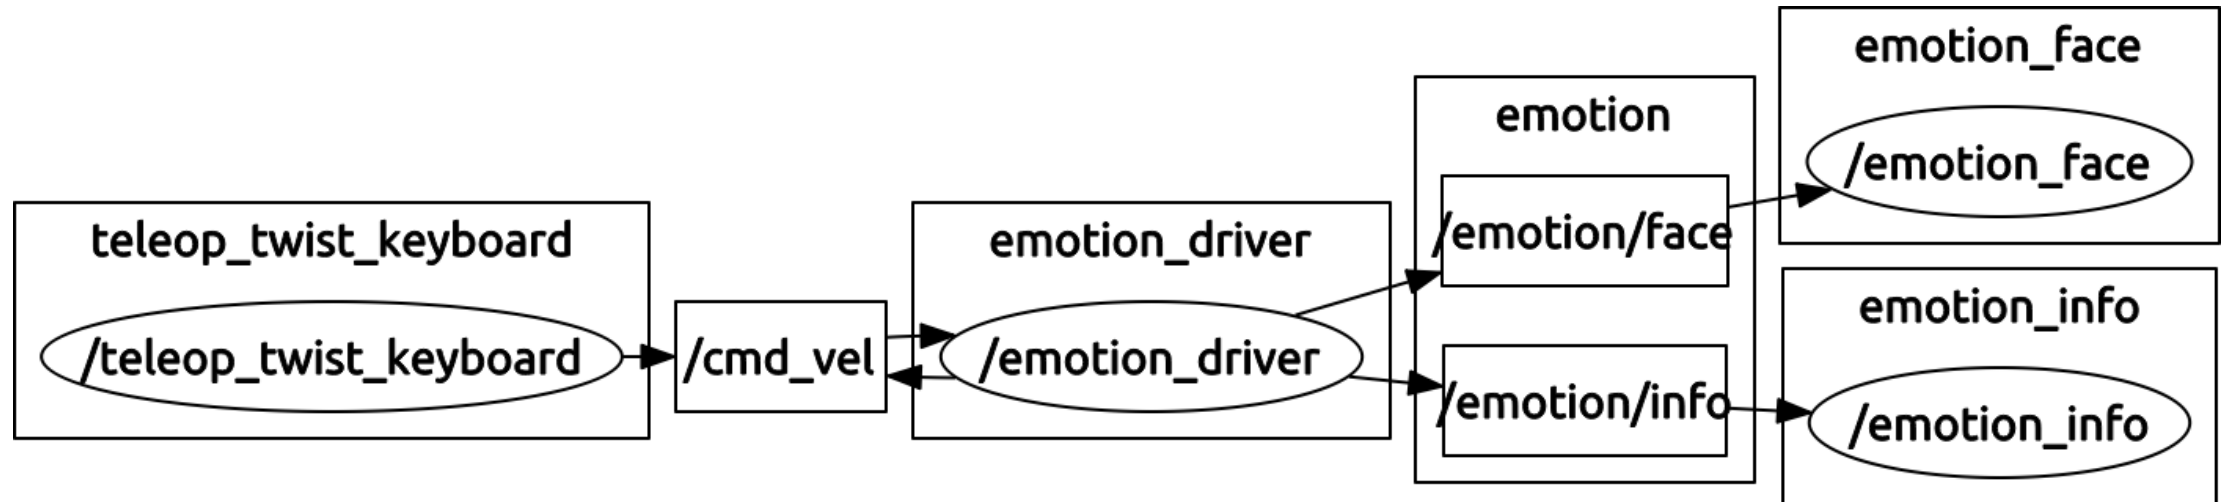 teleop_twist_keyboard
/teleop_twist_keyboard
/cmd_vel
emotion_driver
/emotion_driver
emotion
/emotion/face
/emotion/info
emotion_face
/emotion_face
emotion_info
/emotion_info